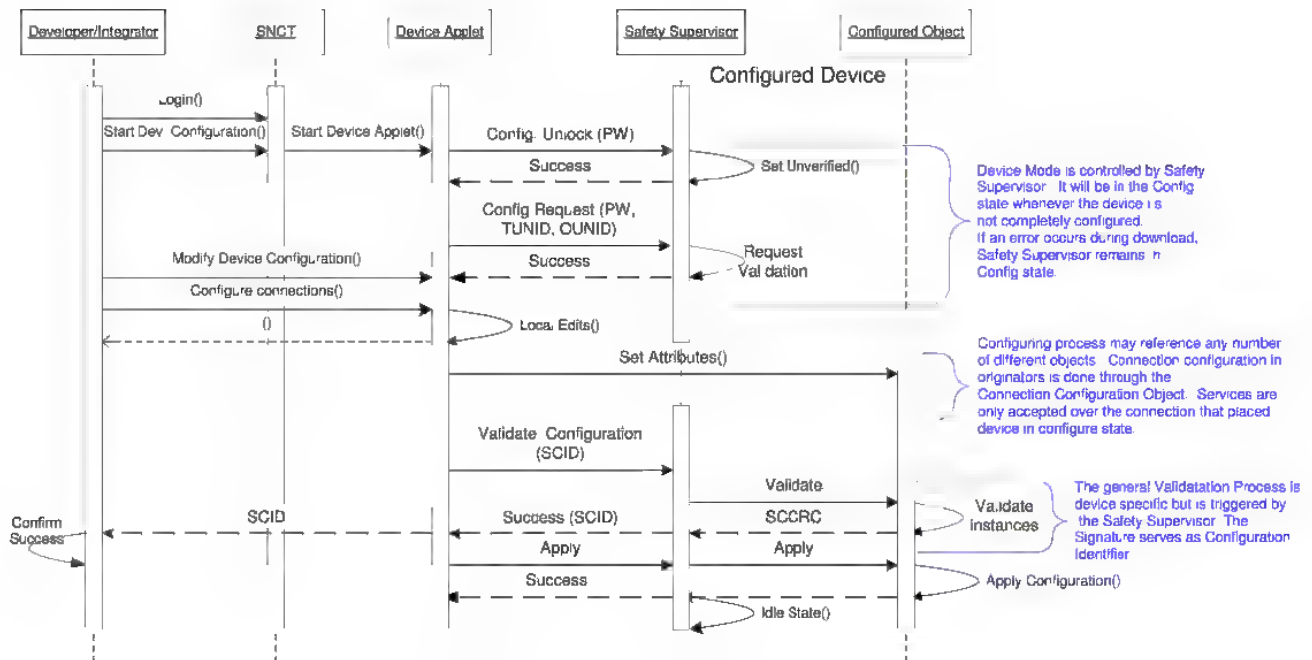 Developer/Integrator
SNCT
Device Applet
Safety Supervisor
Configured Object
Configured Device
Login()
Start Dev Configuration()
Start Device Applet()
Config Unlock (PW)
Success
Set Unverified()
Device Mode is controlled by Safety
Supervisor It will be in the Config
state whenever the device is
not completely configured.
If an error occurs during download,
Safety Supervisor remains in
Config state.
Config Request (PW,
TUNID, OUNID)
Success
Request
Validation
Modify Device Configuration()
Configure connections()
()
Local Edits()
Set Attributes()
Configuring process may reference any number
of different objects Connection configuration in
originators is done through the
Connection Configuration Object. Services are
only accepted over the connection that placed
device in configure state.
Validate Configuration
(SCID)
Validate
Validate
instances
The general Validatation Process is
device specific but is triggered by
the Safety Supervisor The
Signature serves as Configuration
Identifier
Confirm
Success
SCID
Success (SCID)
SCCRC
Apply
Apply
Apply Configuration()
Success
Idle State()